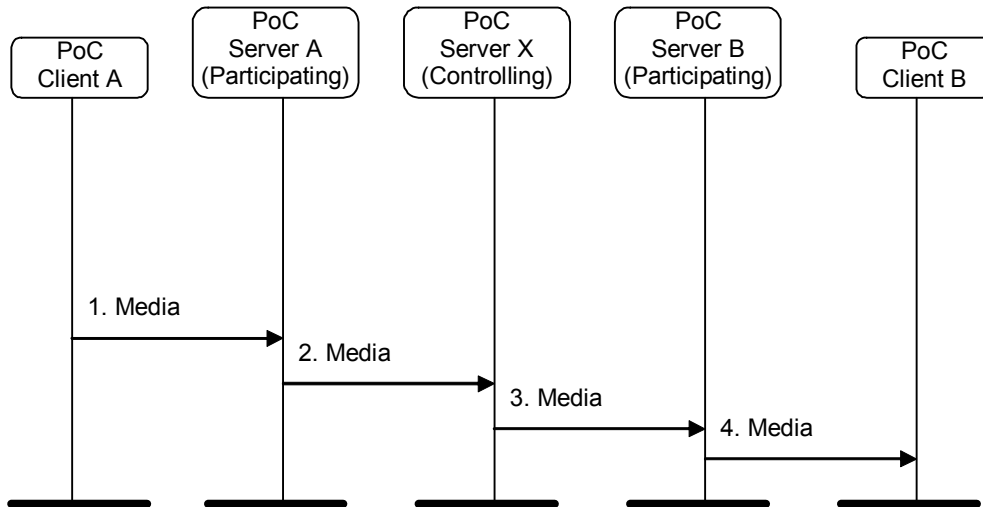 PoC
Client A
PoC
Server A
(Participating)
PoC
Server X
(Controlling)
PoC
Server B
(Participating)
PoC
Client B
1. Media
2. Media
3. Media
4. Media